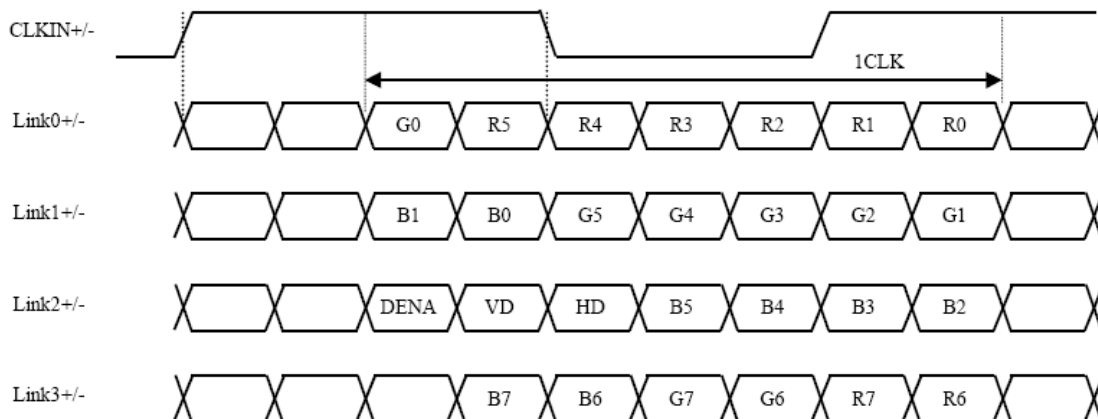 CLKIN+/-
1CLK
Link0+/- G0 R5 R4 R3 R2 R1 R0
Link1+/- B1 B0 G5 G4 G3 G2 G1
Link2+/- DENA VD HD B5 B4 B3 B2
Link3+/- B7 B6 G7 G6 R7 R6